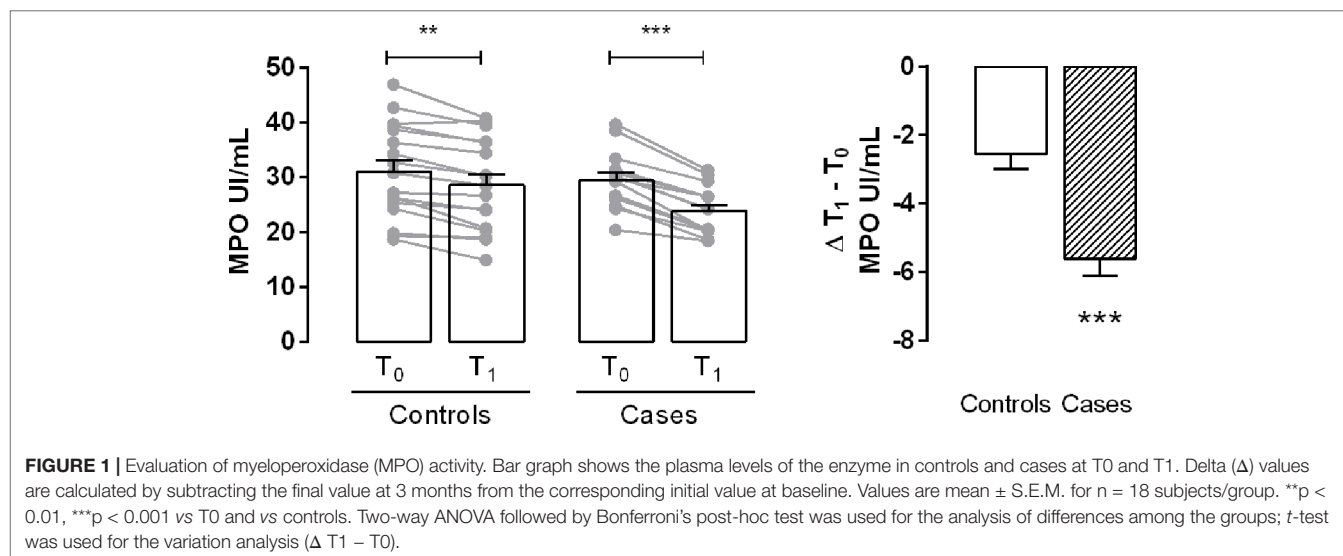 ** ***
50
40
30
20
10
0
MPO UI/mL
T0 T1 T0 T1
Controls Cases
0
-2
-4
-6
-8
Δ T1 - T0
MPO UI/mL
***
Controls Cases
FIGURE 1 | Evaluation of myeloperoxidase (MPO) activity. Bar graph shows the plasma levels of the enzyme in controls and cases at T0 and T1. Delta (Δ) values
are calculated by subtracting the final value at 3 months from the corresponding initial value at baseline. Values are mean ± S.E.M. for n = 18 subjects/group. **p <
0.01, ***p < 0.001 vs T0 and vs controls. Two-way ANOVA followed by Bonferroni's post-hoc test was used for the analysis of differences among the groups; t-test
was used for the variation analysis (Δ T1 – T0).